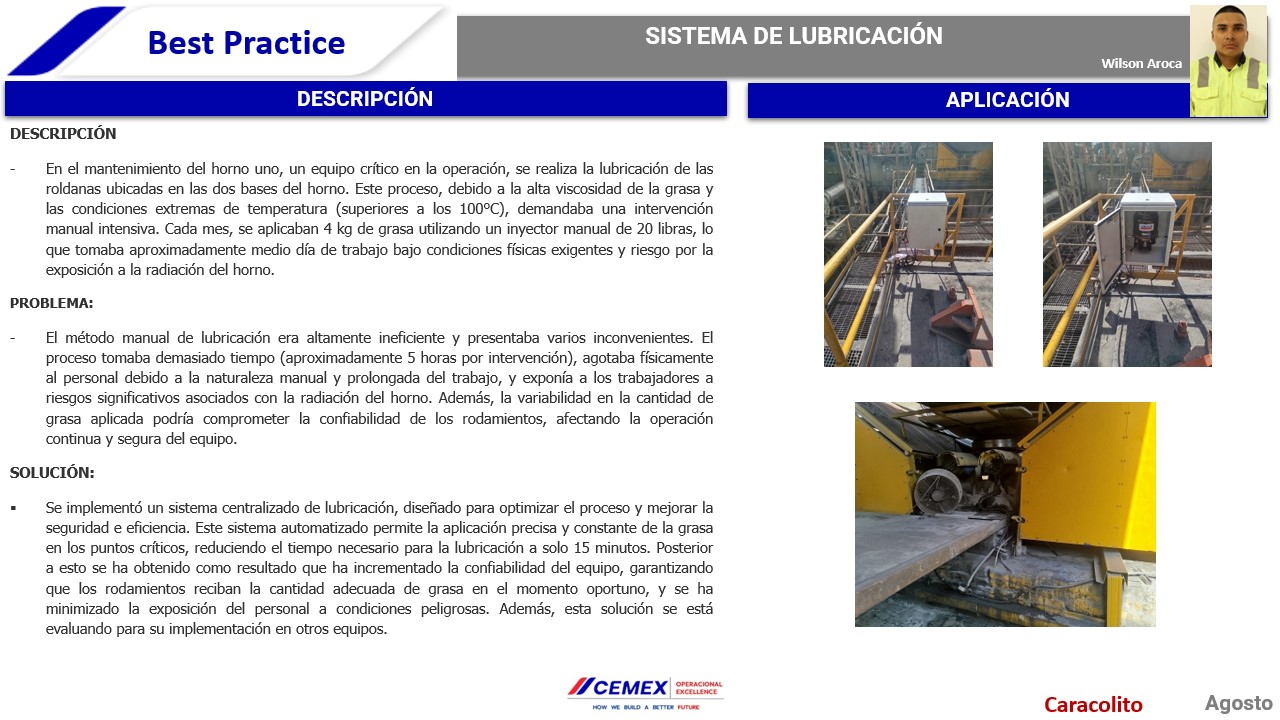 Best Practice
SISTEMA DE LUBRICACIÓN
Wilson Aroca
DESCRIPCIÓN
DESCRIPCIÓN
- En el mantenimiento del horno uno, un equipo crítico en la operación, se realiza la lubricación de las
roldanas ubicadas en las dos bases del horno. Este proceso, debido a la alta viscosidad de la grasa y
las condiciones extremas de temperatura (superiores a los 100°C), demandaba una intervención
manual intensiva. Cada mes, se aplicaban 4 kg de grasa utilizando un inyector manual de 20 libras, lo
que tomaba aproximadamente medio día de trabajo bajo condiciones físicas exigentes y riesgo por la
exposición a la radiación del horno.
PROBLEMA:
- El método manual de lubricación era altamente ineficiente y presentaba varios inconvenientes. El
proceso tomaba demasiado tiempo (aproximadamente 5 horas por intervención), agotaba físicamente
al personal debido a la naturaleza manual y prolongada del trabajo, y exponía a los trabajadores a
riesgos significativos asociados con la radiación del horno. Además, la variabilidad en la cantidad de
grasa aplicada podría comprometer la confiabilidad de los rodamientos, afectando la operación
continua y segura del equipo.
SOLUCIÓN:
▪ Se implementó un sistema centralizado de lubricación, diseñado para optimizar el proceso y mejorar la
seguridad e eficiencia. Este sistema automatizado permite la aplicación precisa y constante de la grasa
en los puntos críticos, reduciendo el tiempo necesario para la lubricación a solo 15 minutos. Posterior
a esto se ha obtenido como resultado que ha incrementado la confiabilidad del equipo, garantizando
que los rodamientos reciban la cantidad adecuada de grasa en el momento oportuno, y se ha
minimizado la exposición del personal a condiciones peligrosas. Además, esta solución se está
evaluando para su implementación en otros equipos.
APLICACIÓN
CEMEX
OPERACIONAL
EXCELLENCE
HOW WE BUILD A BETTER FUTURE
Caracolito
Agosto